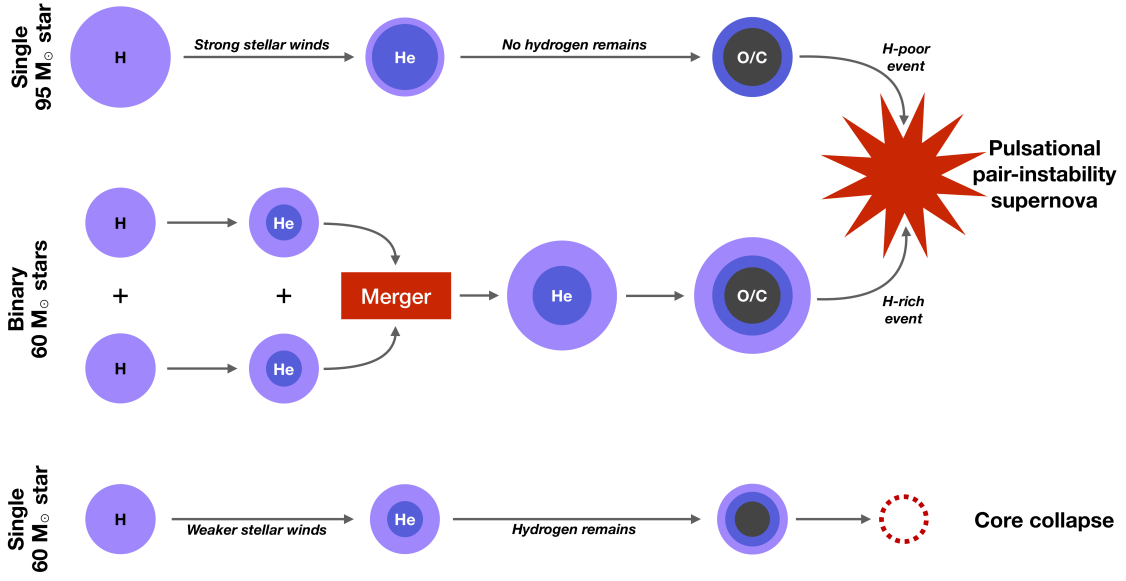 Single
95 M☉ star
H
Strong stellar winds
He
No hydrogen remains
O/C
H-poor
event
Pulsational
pair-instability
supernova
Binary
60 M☉ stars
H
He
+
+
H
He
Merger
He
O/C
H-rich
event
Single
60 M☉ star
H
Weaker stellar winds
He
Hydrogen remains
Core collapse